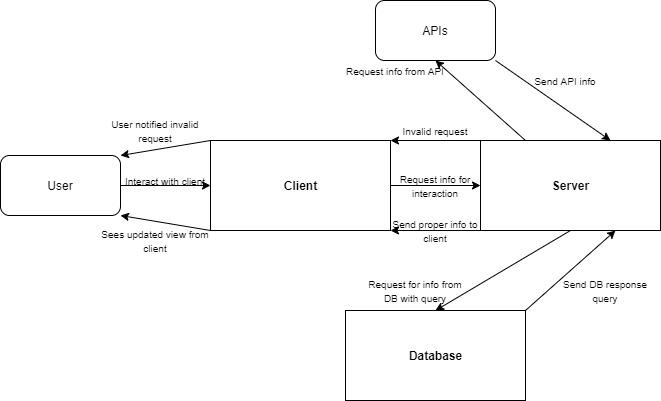 APIs
Request info from API
Send API info
User notified invalid
request
Invalid request
User
Interact with client
Client
Request info for
interaction
Server
Sees updated view from
client
Send proper info to
client
Request for info from
DB with query
Send DB response
query
Database